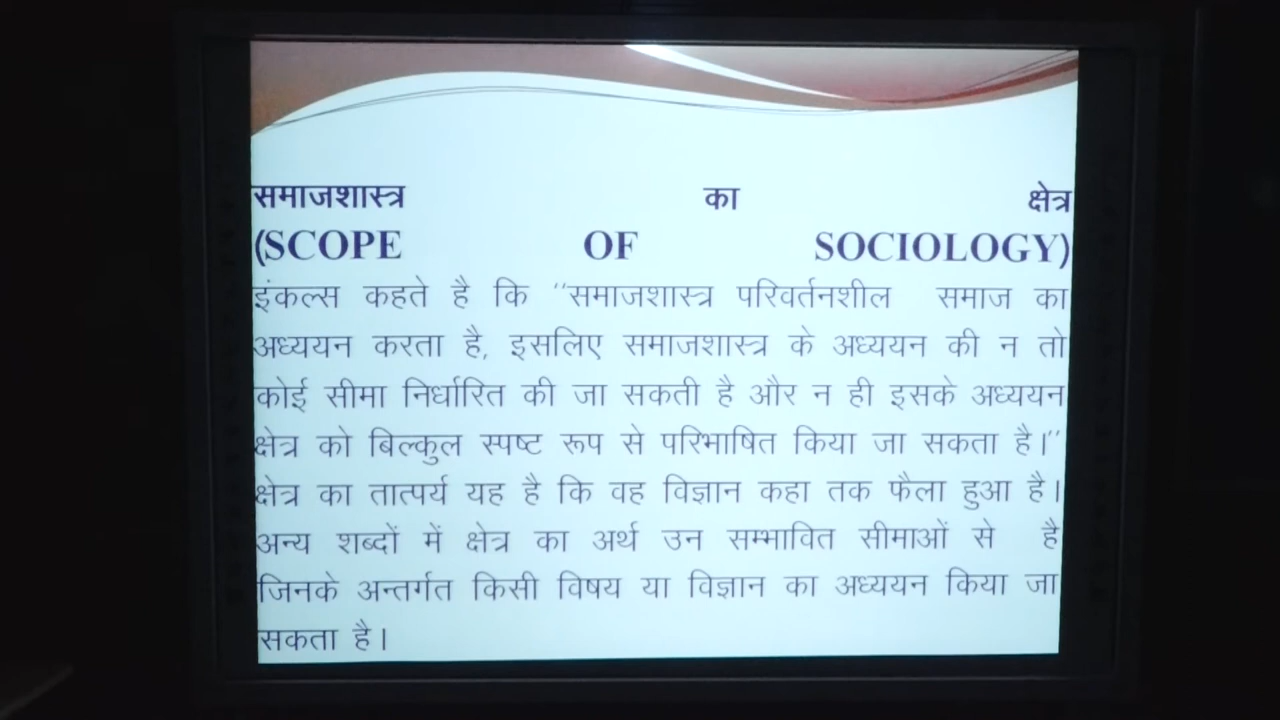 समाजशास्त्र का क्षेत्र
(SCOPE OF SOCIOLOGY)
इंकल्स कहते है कि ‘‘समाजशास्त्र परिवर्तनशील समाज का
अध्ययन करता है, इसलिए समाजशास्त्र के अध्ययन की न तो
कोई सीमा निर्धारित की जा सकती है और न ही इसके अध्ययन
क्षेत्र को बिल्कुल स्पष्ट रूप से परिभाषित किया जा सकता है।’’
क्षेत्र का तात्पर्य यह है कि वह विज्ञान कहा तक फैला हुआ है।
अन्य शब्दों में क्षेत्र का अर्थ उन सम्भावित सीमाओं से है
जिनके अन्तर्गत किसी विषय या विज्ञान का अध्ययन किया जा
सकता है।